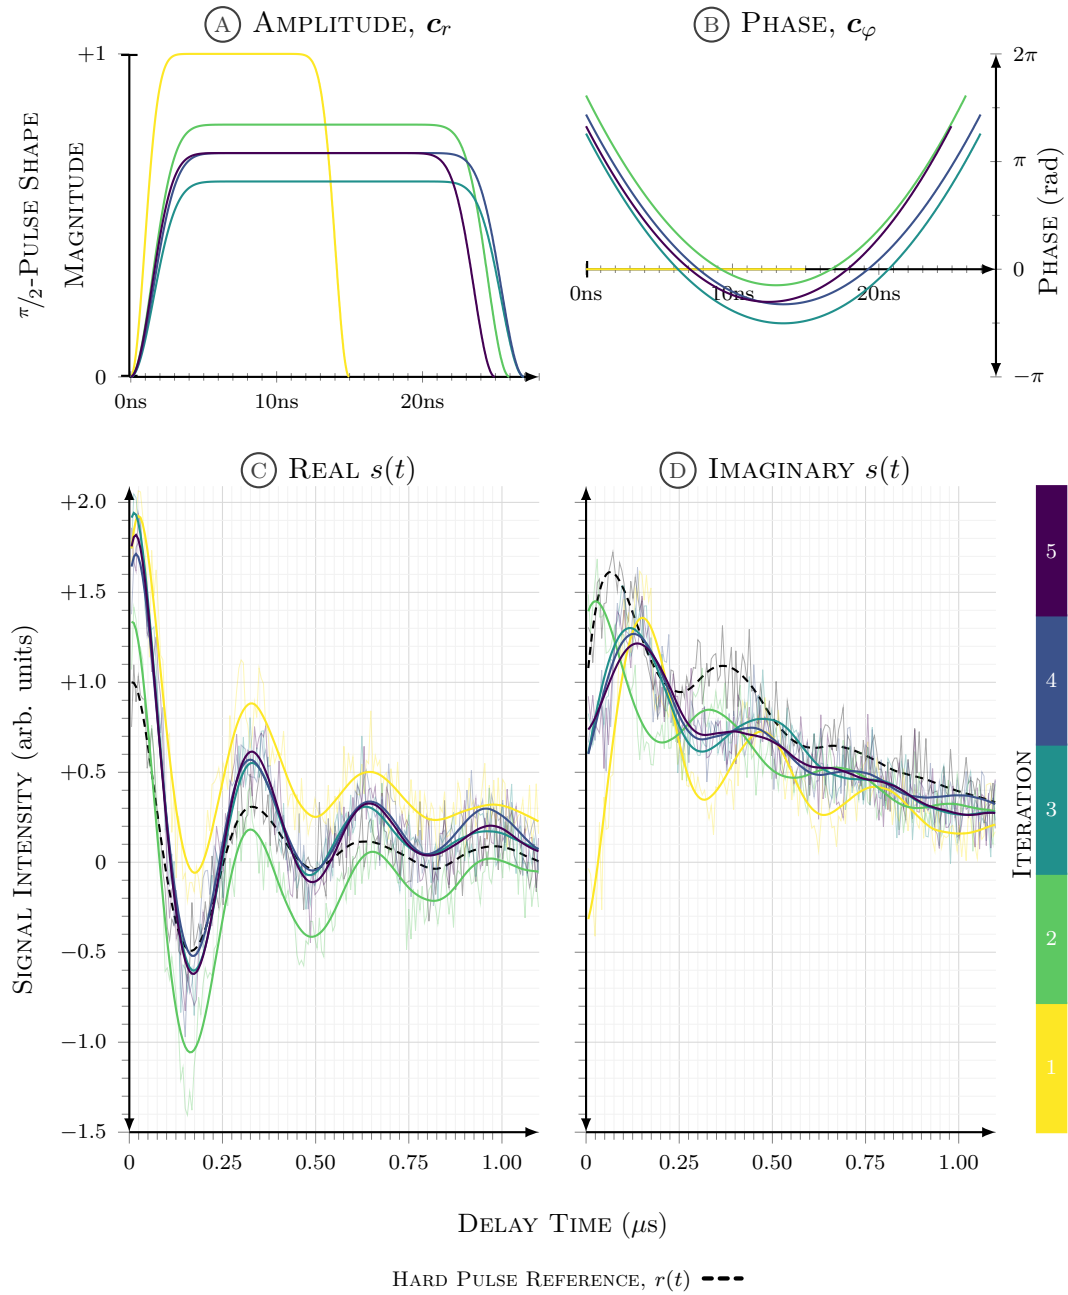 A AMPLITUDE, c_r
B PHASE, c_φ
π/2-PULSE SHAPE
MAGNITUDE
+1
0
0ns
10ns
20ns
0ns
10ns
20ns
2π
π
0
−π
PHASE (rad)
C REAL s(t)
D IMAGINARY s(t)
SIGNAL INTENSITY (arb. units)
+2.0
+1.5
+1.0
+0.5
0
−0.5
−1.0
−1.5
0
0.25
0.50
0.75
1.00
0
0.25
0.50
0.75
1.00
ITERATION
5
4
3
2
1
DELAY TIME (μs)
HARD PULSE REFERENCE, r(t)